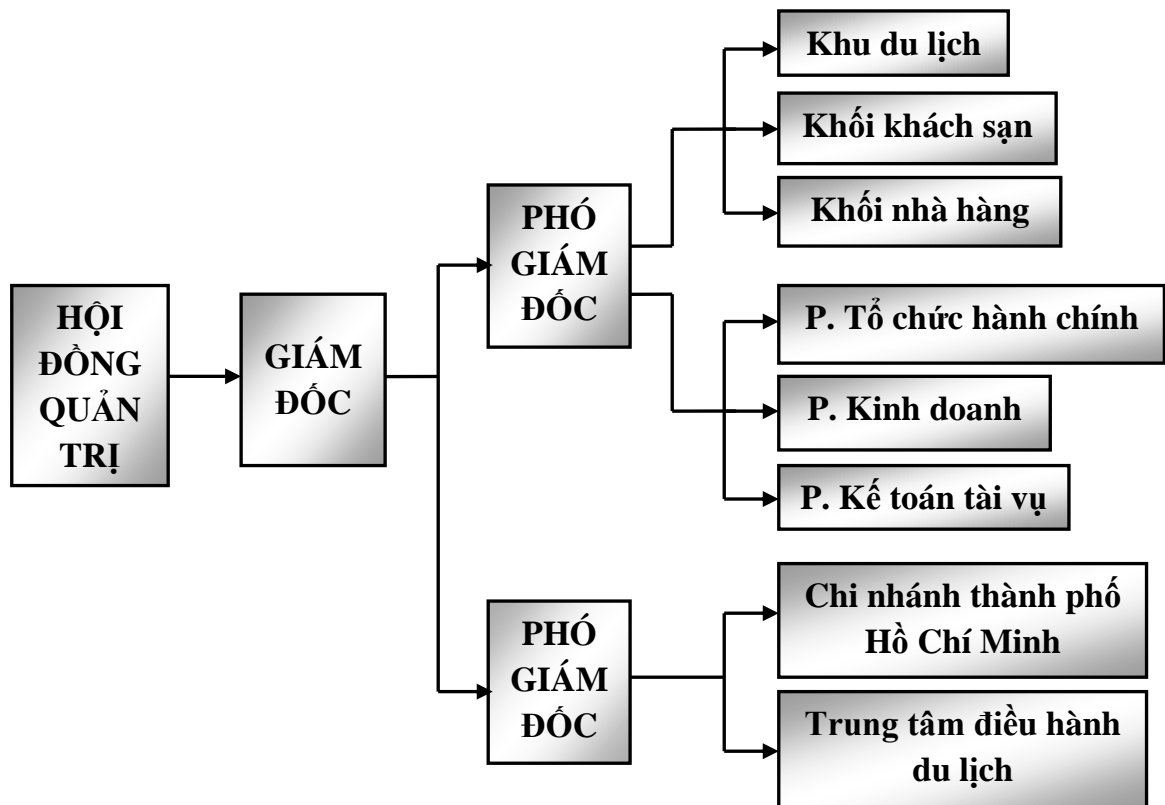 HỘI
ĐỒNG
QUẢN
TRỊ
GIÁM
ĐỐC
PHÓ
GIÁM
ĐỐC
Khu du lịch
Khối khách sạn
Khối nhà hàng
P. Tổ chức hành chính
P. Kinh doanh
P. Kế toán tài vụ
PHÓ
GIÁM
ĐỐC
Chi nhánh thành phố
Hồ Chí Minh
Trung tâm điều hành
du lịch